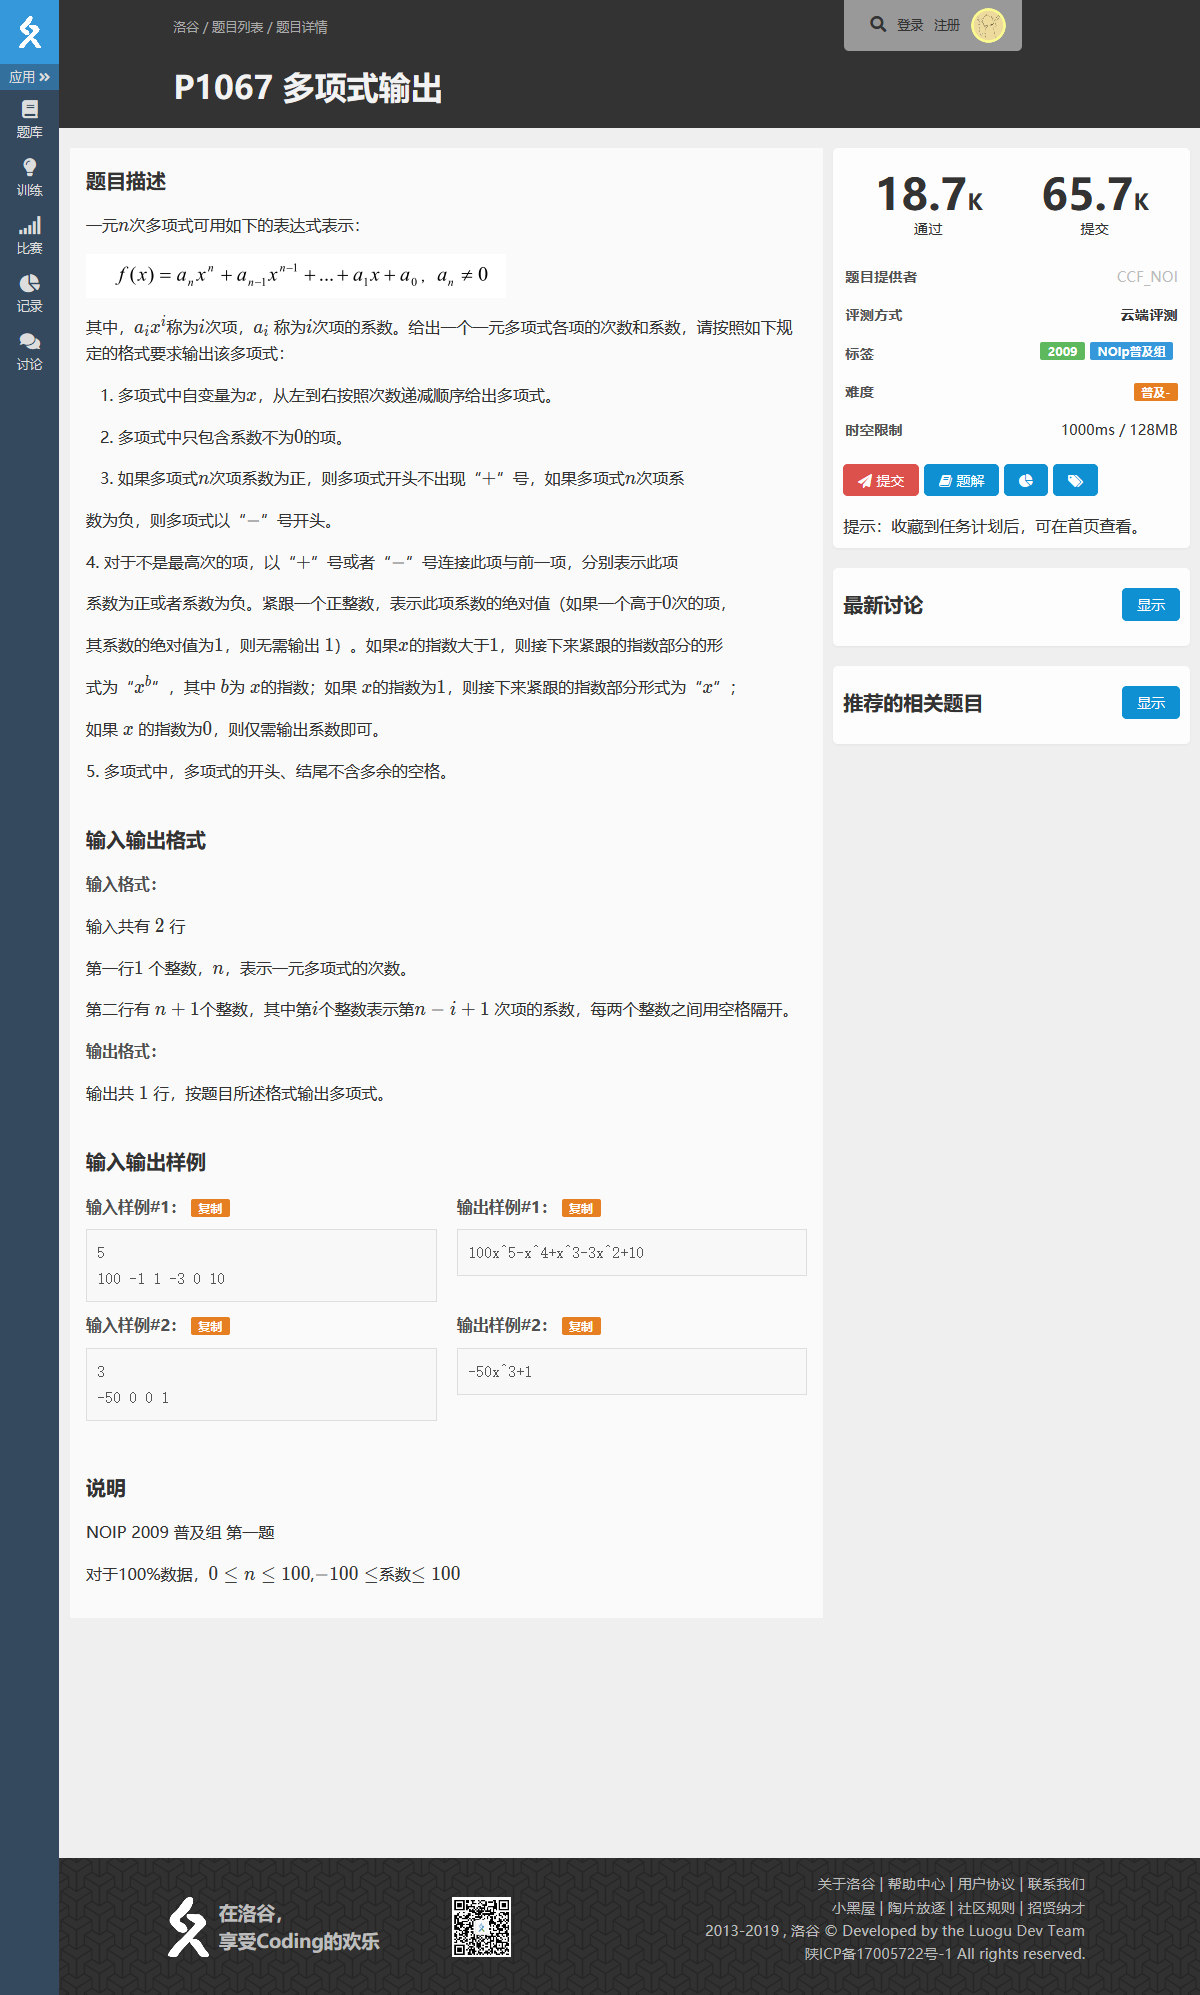 洛谷 / 题目列表 / 题目详情
登录 注册
P1067 多项式输出
应用
题库
训练
比赛
记录
讨论
题目描述
一元n次多项式可用如下的表达式表示：
f(x) = aₙxⁿ + aₙ₋₁xⁿ⁻¹ + ... + a₁x + a₀, aₙ ≠ 0
其中，aᵢxⁱ称为i次项，aᵢ 称为i次项的系数。给出一个一元多项式各项的次数和系数，请按照如下规
定的格式要求输出该多项式：
1. 多项式中自变量为x，从左到右按照次数递减顺序给出多项式。
2. 多项式中只包含系数不为0的项。
3. 如果多项式n次项系数为正，则多项式开头不出现“+”号，如果多项式n次项系
数为负，则多项式以“−”号开头。
4. 对于不是最高次的项，以“+”号或者“−”号连接此项与前一项，分别表示此项
系数为正或者系数为负。紧跟一个正整数，表示此项系数的绝对值（如果一个高于0次的项，
其系数的绝对值为1，则无需输出 1）。如果x的指数大于1，则接下来紧跟的指数部分的形
式为“xᵇ”，其中 b为 x的指数；如果 x的指数为1，则接下来紧跟的指数部分形式为“x”；
如果 x 的指数为0，则仅需输出系数即可。
5. 多项式中，多项式的开头、结尾不含多余的空格。
输入输出格式
输入格式：
输入共有 2 行
第一行1 个整数，n，表示一元多项式的次数。
第二行有 n + 1个整数，其中第i个整数表示第n − i + 1 次项的系数，每两个整数之间用空格隔开。
输出格式：
输出共 1 行，按题目所述格式输出多项式。
输入输出样例
输入样例#1： 复制
5
100 -1 1 -3 0 10
输出样例#1： 复制
100x^5-x^4+x^3-3x^2+10
输入样例#2： 复制
3
-50 0 0 1
输出样例#2： 复制
-50x^3+1
说明
NOIP 2009 普及组 第一题
对于100%数据，0 ≤ n ≤ 100,−100 ≤系数≤ 100
18.7K 65.7K
通过 提交
题目提供者 CCF_NOI
评测方式 云端评测
标签 2009 NOIp普及组
难度 普及-
时空限制 1000ms / 128MB
提交 题解
提示：收藏到任务计划后，可在首页查看。
最新讨论 显示
推荐的相关题目 显示
在洛谷，
享受Coding的欢乐
关于洛谷 | 帮助中心 | 用户协议 | 联系我们
小黑屋 | 陶片放逐 | 社区规则 | 招贤纳才
2013-2019 , 洛谷 © Developed by the Luogu Dev Team
陕ICP备17005722号-1 All rights reserved.